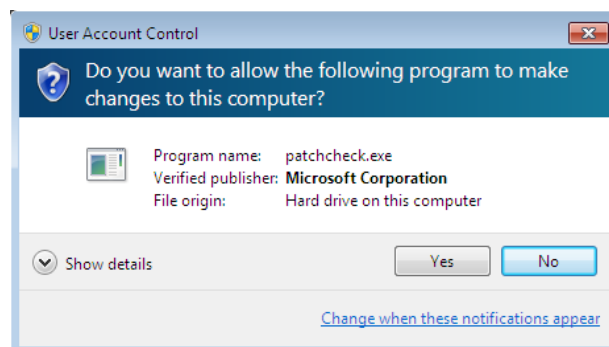 User Account Control
Do you want to allow the following program to make
changes to this computer?
Program name: patchcheck.exe
Verified publisher: Microsoft Corporation
File origin: Hard drive on this computer
Show details
Yes
No
Change when these notifications appear